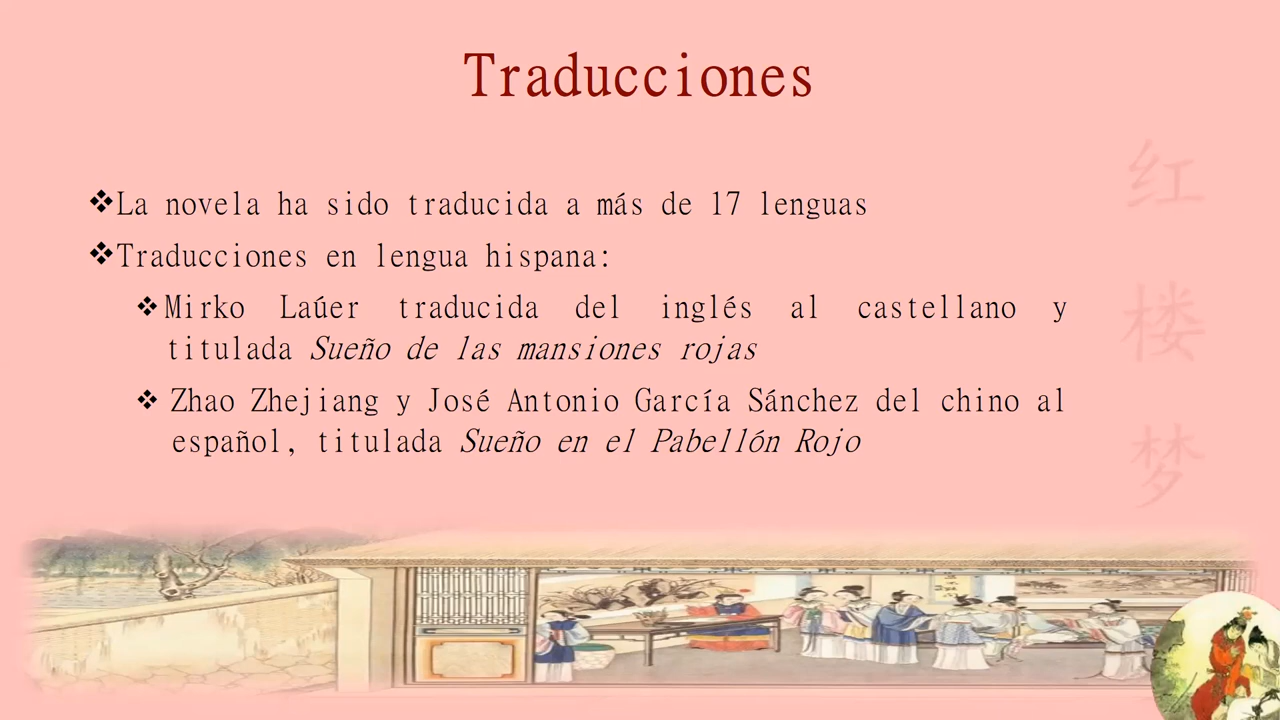 Traducciones
❖La novela ha sido traducida a más de 17 lenguas
❖Traducciones en lengua hispana:
❖Mirko Laúer traducida del inglés al castellano y
titulada Sueño de las mansiones rojas
❖ Zhao Zhejiang y José Antonio García Sánchez del chino al
español, titulada Sueño en el Pabellón Rojo
红
楼
梦